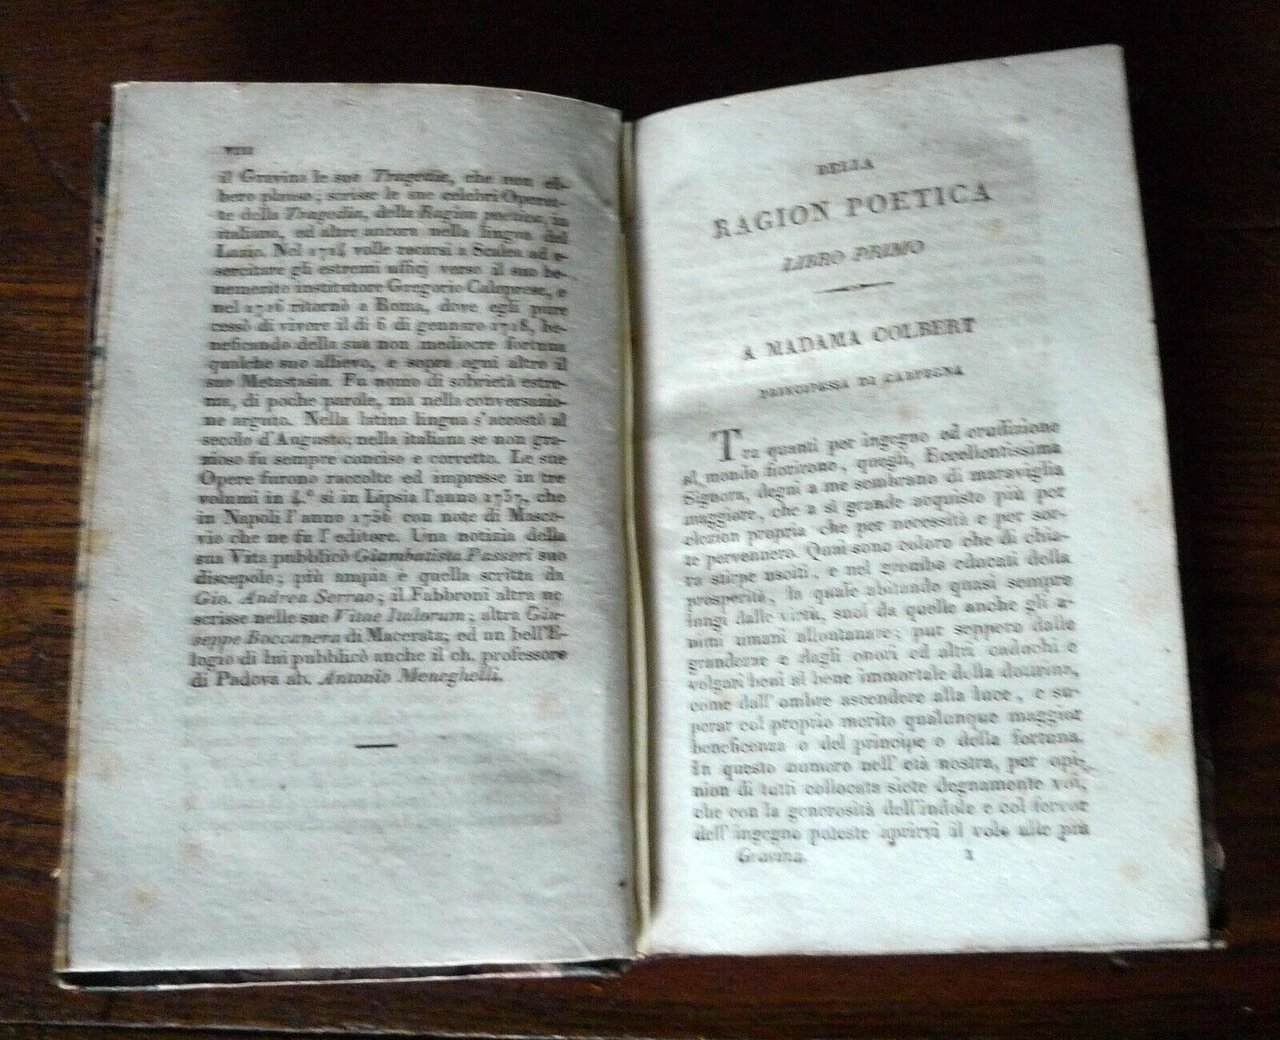 VIII
il Gravina le sue Tragedie, che non eb-
bero plauso; scrisse le sue celebri Operet-
te della Tragedia, della Ragion poetica, in
italiano, ed altre ancora nella lingua del
Lazio. Nel 1714 volle recarsi a Scalea ad e-
sercitare gli estremi ufficj verso il suo be-
nemerito institutore Gregorio Caloprese, e
nel 1716 ritornò a Roma, dove egli pure
cessò di vivere il dì 6 di gennaro 1718, be-
neficando della sua non mediocre fortuna
qualche suo allievo, e sopra ogni altro il
suo Metastasio. Fu uomo di sobrietà estre-
ma, di poche parole, ma nella conversazio-
ne arguto. Nella latina lingua s'accostò al
secolo d'Augusto; nella italiana se non gra-
zioso fu sempre conciso e corretto. Le sue
Opere furono raccolte ed impresse in tre
volumi in 4.º sì in Lipsia l'anno 1737, che
in Napoli l'anno 1756 con note di Mascor-
vio che ne fu l'editore. Una notizia della
sua Vita pubblicò Giambatista Passeri suo
discepolo; più ampia è quella scritta da
Gio. Andrea Serrao; il Fabbroni altra ne
scrisse nelle sue Vitae Italorum; altra Giu-
seppe Boccanera di Macerata; ed un bell'E-
logio di lui pubblicò anche il ch. professore
di Padova ab. Antonio Meneghelli.
DELLA
RAGION POETICA
LIBRO PRIMO
A MADAMA COLBERT
PRINCIPESSA DI CARPEGNA
Tra quanti per ingegno ed erudizione
al mondo fiorirono, quegli, Eccellentissima
Signora, degni a me sembrano di maraviglia
maggiore, che a sì grande acquisto più per
elezion propria che per necessità e per sor-
te pervennero. Quai sono coloro che di chia-
ra stirpe usciti, e nel grembo educati della
prosperità, la quale abitando quasi sempre
lungi dalle virtù, suol da quelle anche gli a-
nimi umani allontanare; pur seppero dalle
grandezze e dagli onori ed altri caduchi e
volgari beni al bene immortale della dottrina,
come dall'ombre ascendere alla luce, e su-
perar col proprio merito qualunque maggior
beneficenza o del principe o della fortuna.
In questo numero nell'età nostra, per opi-
nion di tutti collocata siete degnamente voi,
che con la generosità dell'indole e col fervor
dell'ingegno poteste aprirvi il volo alle più
Gravina. 1